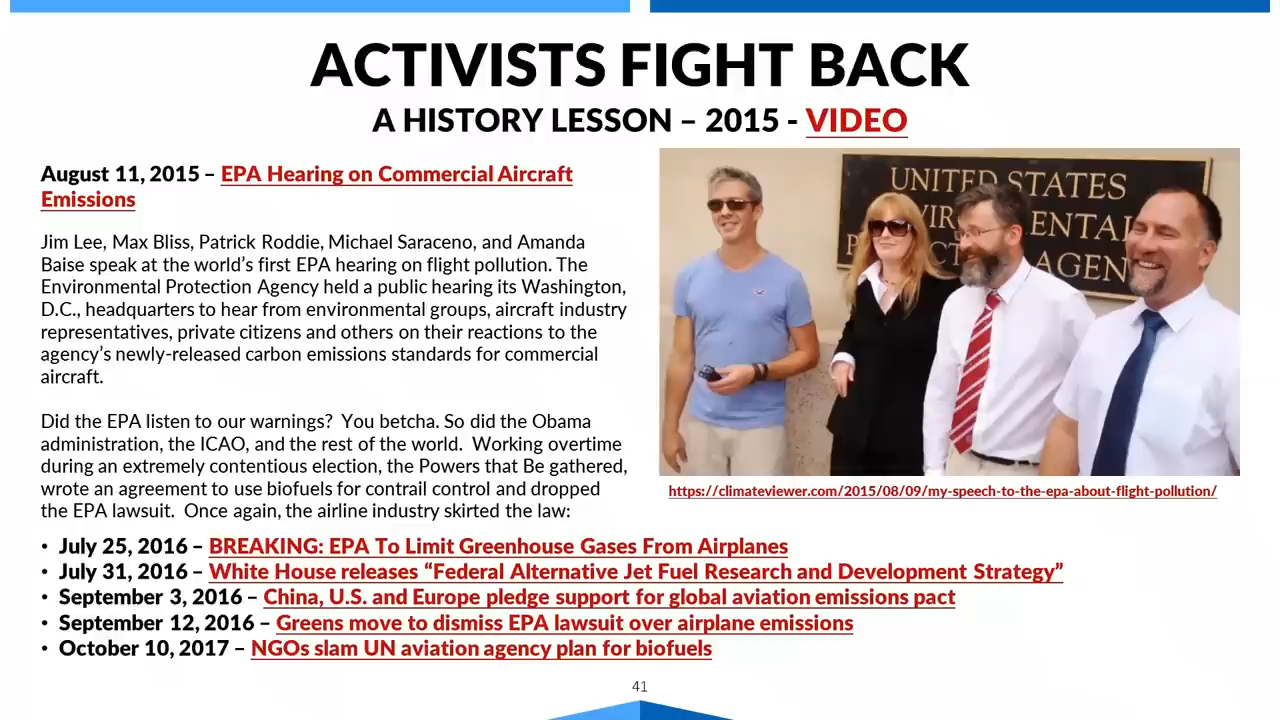 ACTIVISTS FIGHT BACK
A HISTORY LESSON – 2015 - VIDEO
August 11, 2015 – EPA Hearing on Commercial Aircraft
Emissions
Jim Lee, Max Bliss, Patrick Roddie, Michael Saraceno, and Amanda
Baise speak at the world's first EPA hearing on flight pollution. The
Environmental Protection Agency held a public hearing its Washington,
D.C., headquarters to hear from environmental groups, aircraft industry
representatives, private citizens and others on their reactions to the
agency's newly-released carbon emissions standards for commercial
aircraft.
Did the EPA listen to our warnings?  You betcha. So did the Obama
administration, the ICAO, and the rest of the world.  Working overtime
during an extremely contentious election, the Powers that Be gathered,
wrote an agreement to use biofuels for contrail control and dropped
the EPA lawsuit.  Once again, the airline industry skirted the law:
UNITED STATES
VIR ENTAL
P CT AGEN
https://climateviewer.com/2015/08/09/my-speech-to-the-epa-about-flight-pollution/
• July 25, 2016 – BREAKING: EPA To Limit Greenhouse Gases From Airplanes
• July 31, 2016 – White House releases “Federal Alternative Jet Fuel Research and Development Strategy”
• September 3, 2016 – China, U.S. and Europe pledge support for global aviation emissions pact
• September 12, 2016 – Greens move to dismiss EPA lawsuit over airplane emissions
• October 10, 2017 – NGOs slam UN aviation agency plan for biofuels
41